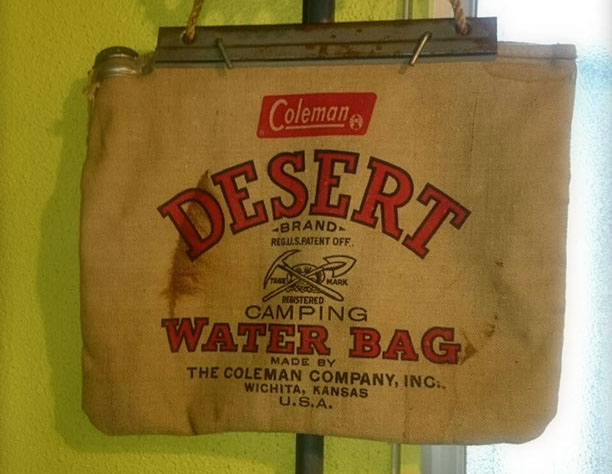 Coleman
DESERT
-BRAND-
REG.U.S.PATENT OFF.
TRADE MARK
REGISTERED
CAMPING
WATER BAG
MADE BY
THE COLEMAN COMPANY, INC.
WICHITA, KANSAS
U.S.A.